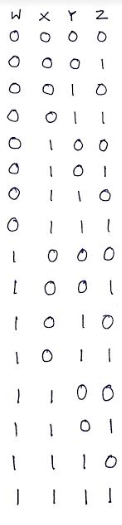 W X Y Z
0 0 0 0
0 0 0 1
0 0 1 0
0 0 1 1
0 1 0 0
0 1 0 1
0 1 1 0
0 1 1 1
1 0 0 0
1 0 0 1
1 0 1 0
1 0 1 1
1 1 0 0
1 1 0 1
1 1 1 0
1 1 1 1